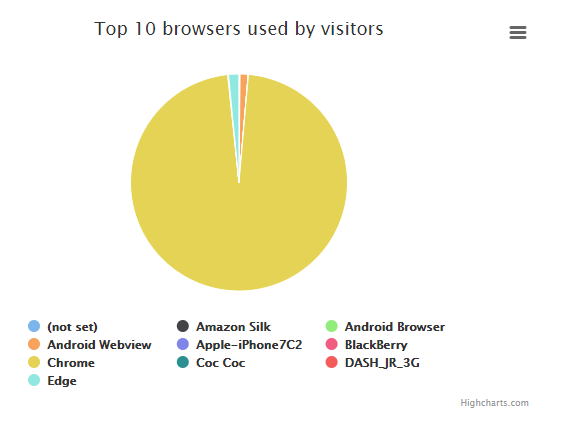 Top 10 browsers used by visitors
(not set) Amazon Silk Android Browser
Android Webview Apple-iPhone7C2 BlackBerry
Chrome Coc Coc DASH_JR_3G
Edge
Highcharts.com